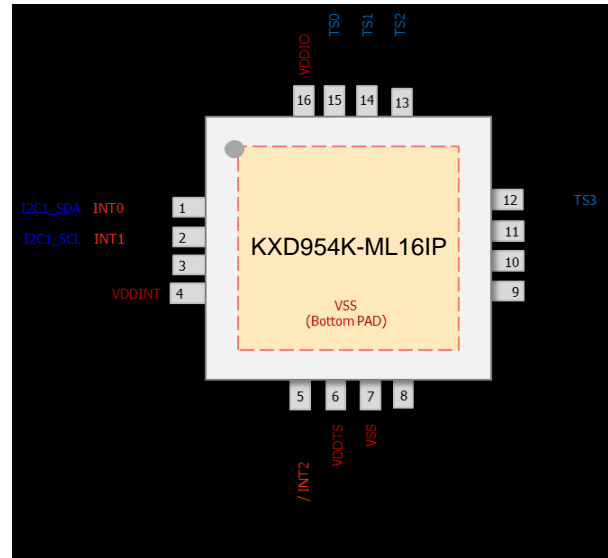 TS0
TS1
TS2
VDDIO
16
15
14
13
I2C1_SDA INT0 1
I2C1_SCL INT1 2
3
VDDINT 4
12 TS3
11
10
9
KXD954K-ML16IP
VSS
(Bottom PAD)
5
6
7
8
/ INT2
VDDTS
VSS